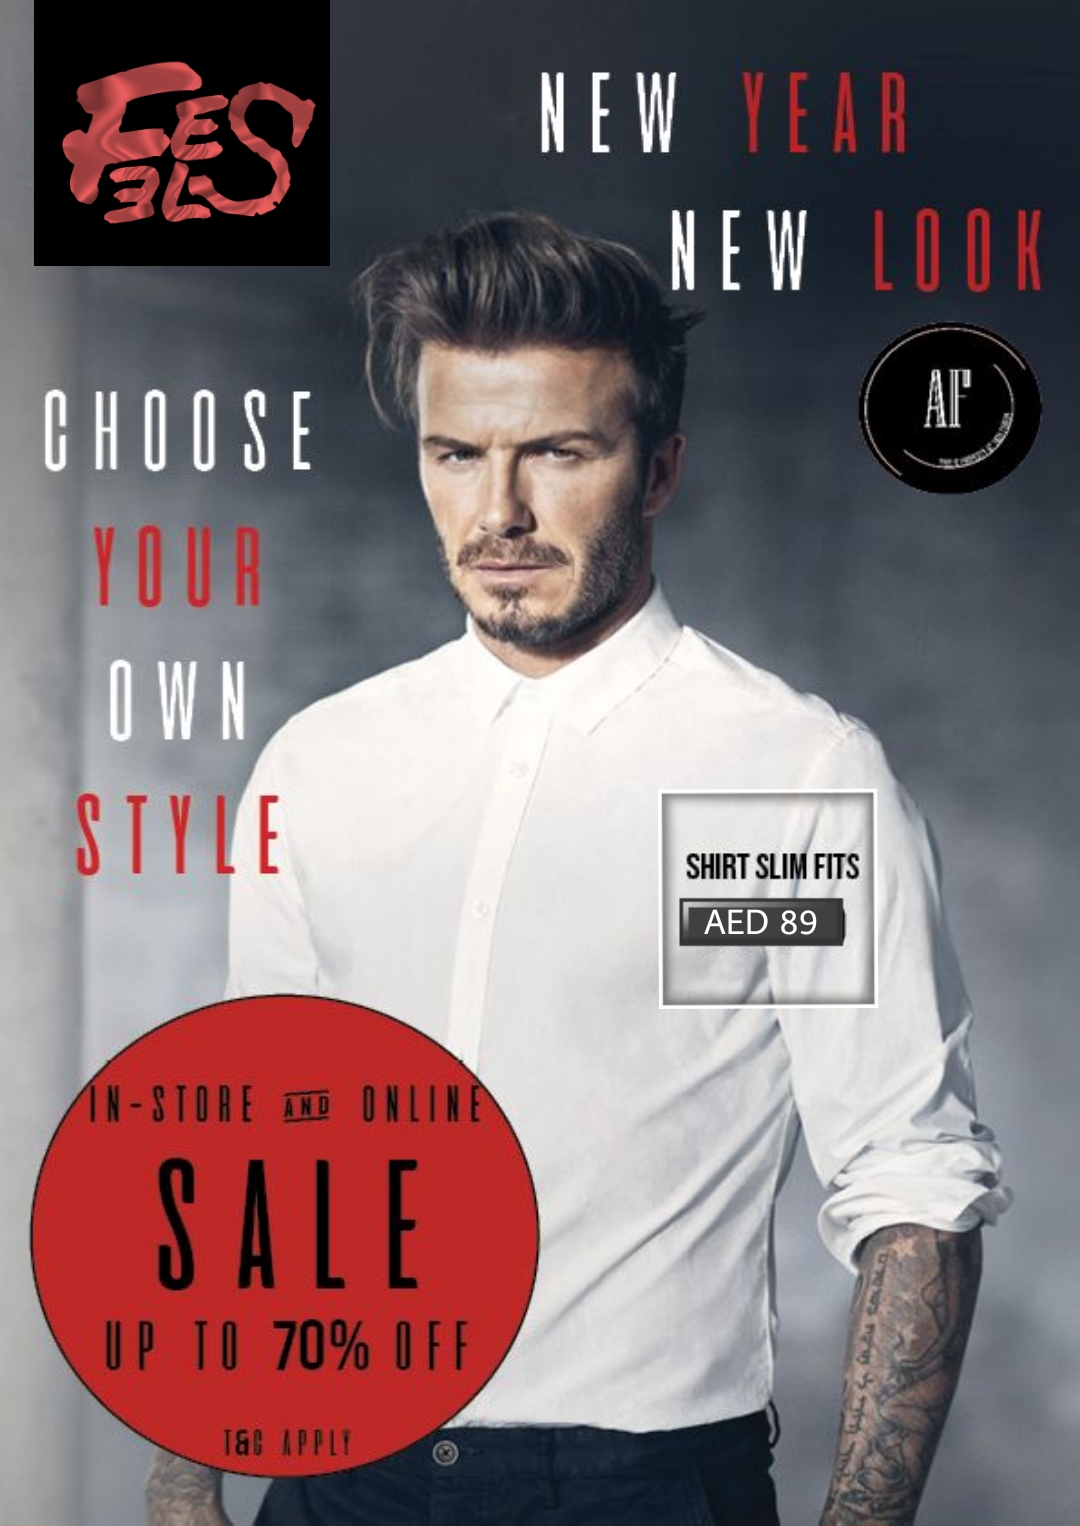 FEEL3S
NEW YEAR
NEW LOOK
AF
CHOOSE
YOUR
OWN
STYLE
SHIRT SLIM FITS
AED 89
IN-STORE AND ONLINE
SALE
UP TO 70% OFF
T&C APPLY